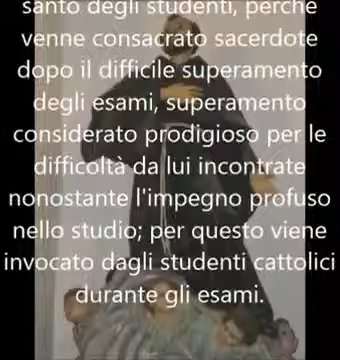 santo degli studenti, perché
venne consacrato sacerdote
dopo il difficile superamento
degli esami, superamento
considerato prodigioso per le
difficoltà da lui incontrate
nonostante l'impegno profuso
nello studio; per questo viene
invocato dagli studenti cattolici
durante gli esami.